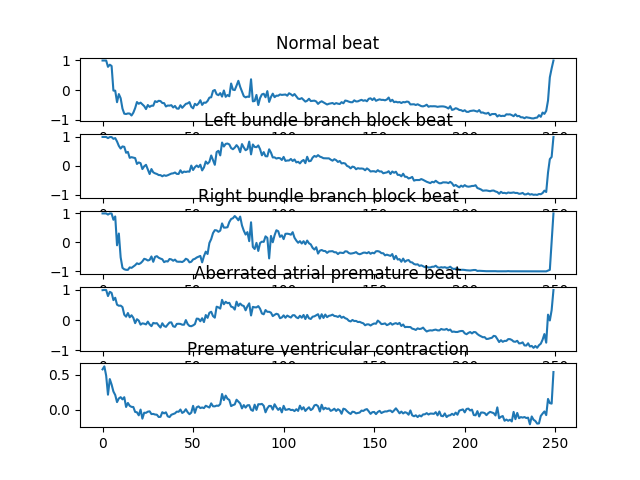 Normal beat
1
0
−1
Left bundle branch block beat
1
0
−1
Right bundle branch block beat
1
0
−1
Aberrated atrial premature beat
1
0
−1
Premature ventricular contraction
0.5
0.0
0 50 100 150 200 250